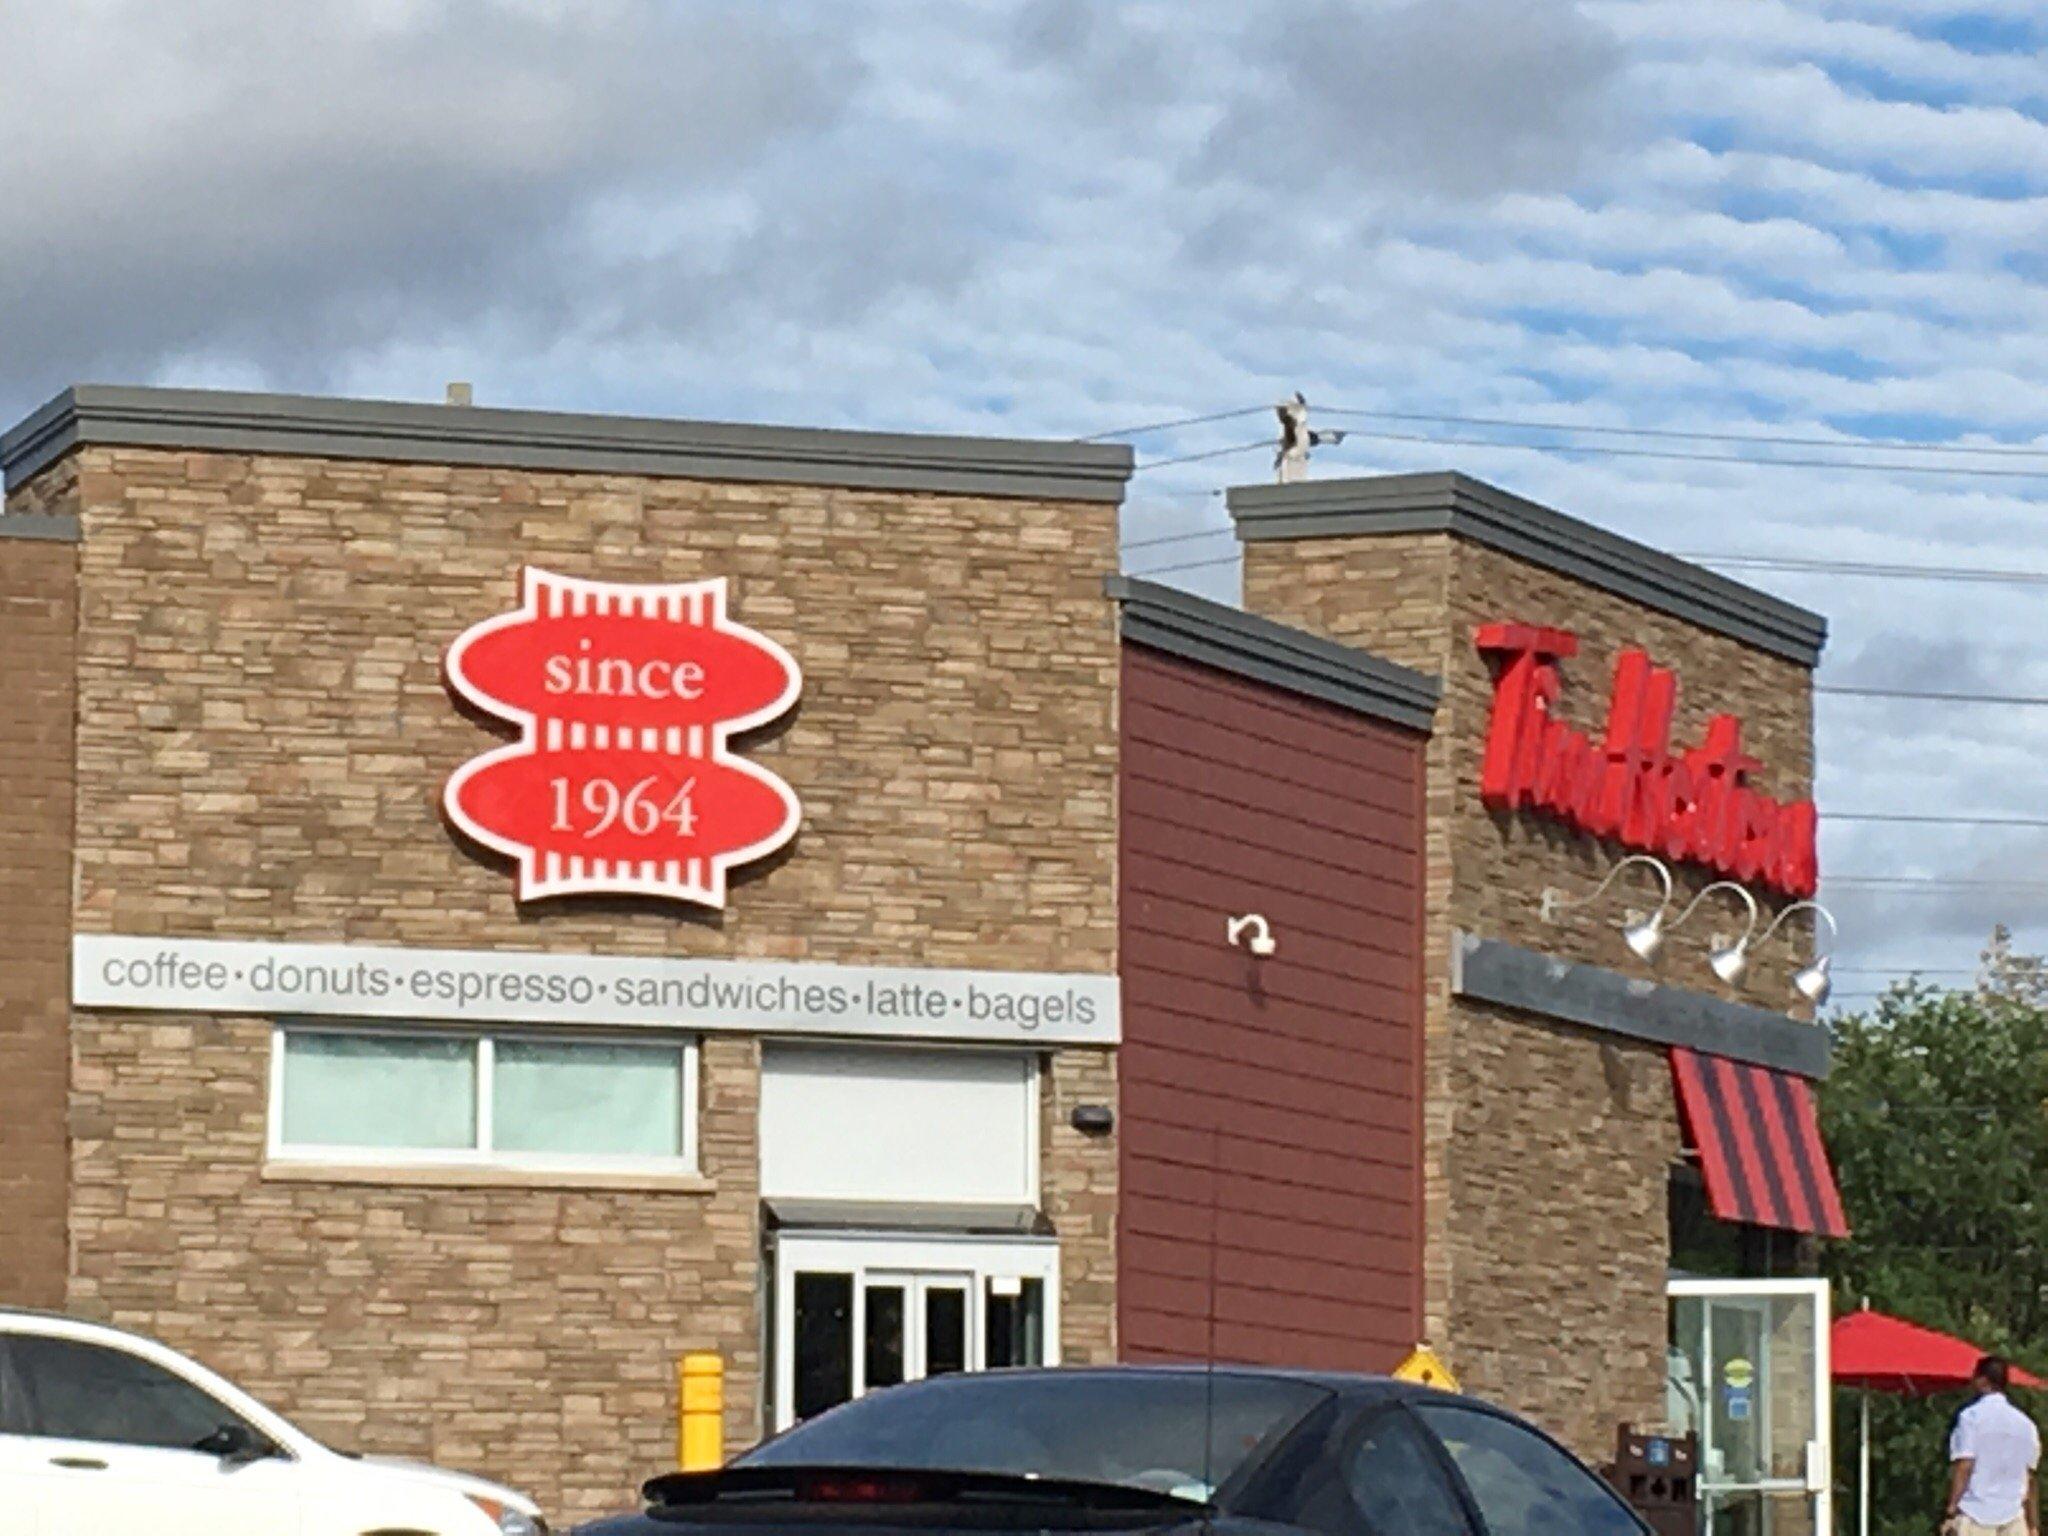 since
1964
coffee·donuts·espresso·sandwiches·latte·bagels
Tim Hortons